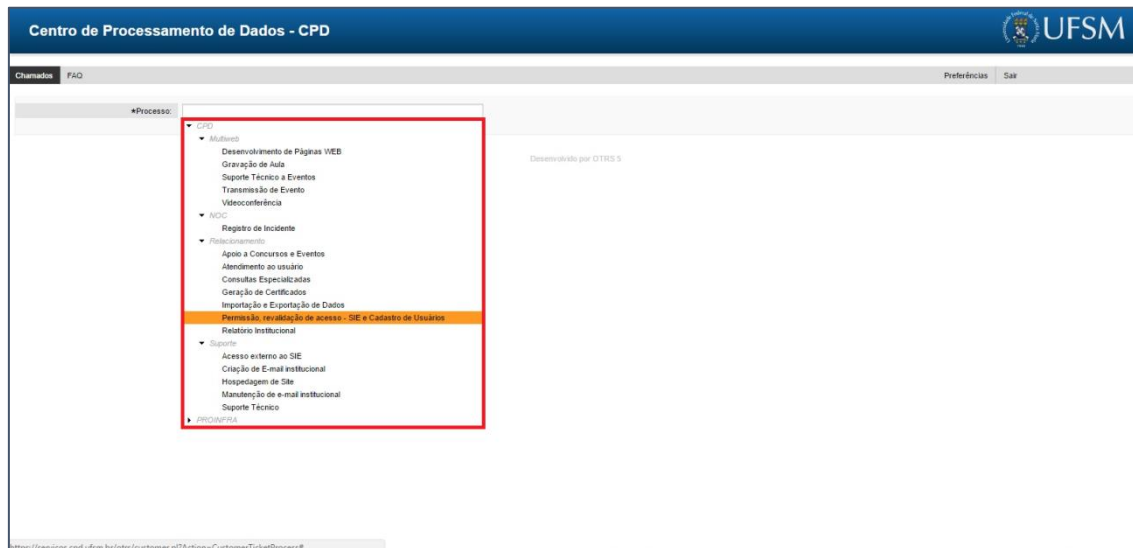 Centro de Processamento de Dados - CPD
UFSM
Chamados FAQ Preferências Sair
*Processo:
CPD
Multiweb
Desenvolvimento de Páginas WEB
Gravação de Aula
Suporte Técnico a Eventos
Transmissão de Evento
Videoconferência
Desenvolvido por OTRS 5
NOC
Registro de Incidente
Relacionamento
Apoio a Concursos e Eventos
Atendimento ao usuário
Consultas Especializadas
Geração de Certificados
Importação e Exportação de Dados
Permissão, revalidação de acesso - SIE e Cadastro de Usuários
Relatório Institucional
Suporte
Acesso externo ao SIE
Criação de E-mail institucional
Hospedagem de Site
Manutenção de e-mail institucional
Suporte Técnico
PROINFRA